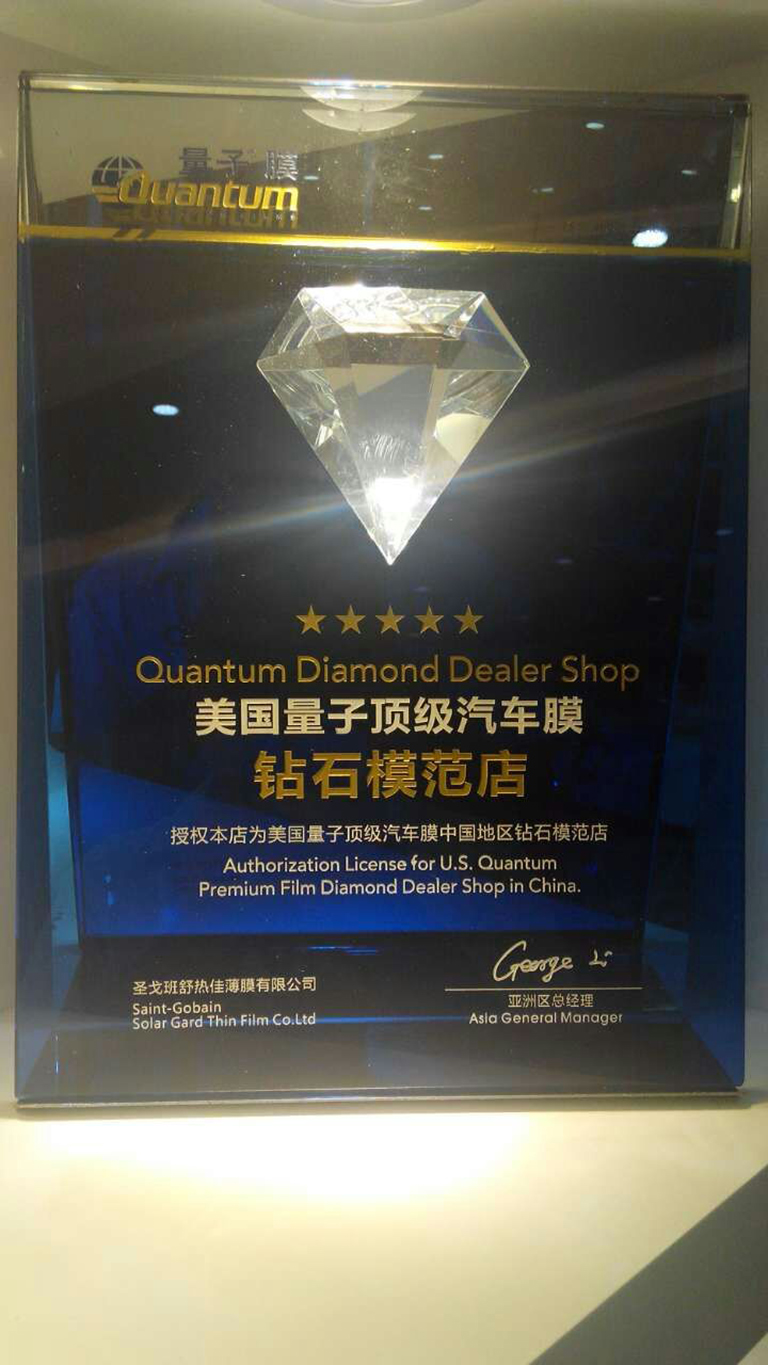 量子膜
Quantum
Quantum Diamond Dealer Shop
美国量子顶级汽车膜
钻石模范店
授权本店为美国量子顶级汽车膜中国地区钻石模范店
Authorization License for U.S. Quantum
Premium Film Diamond Dealer Shop in China.
George Li
圣戈班舒热佳薄膜有限公司
Saint-Gobain
Solar Gard Thin Film Co.Ltd
亚洲区总经理
Asia General Manager